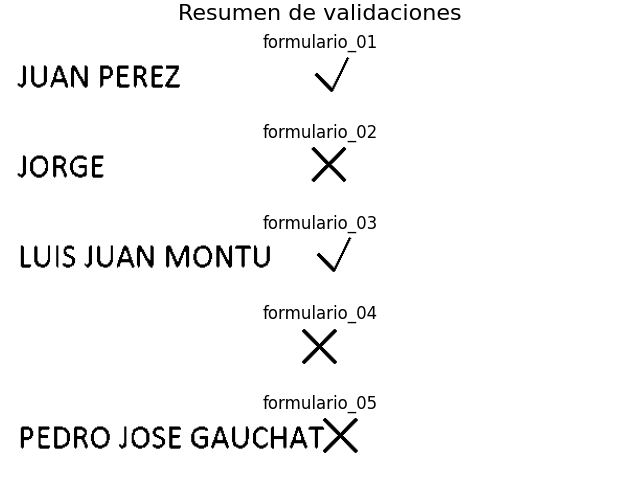 Resumen de validaciones
formulario_01
JUAN PEREZ
formulario_02
JORGE
formulario_03
LUIS JUAN MONTU
formulario_04
formulario_05
PEDRO JOSE GAUCHAT